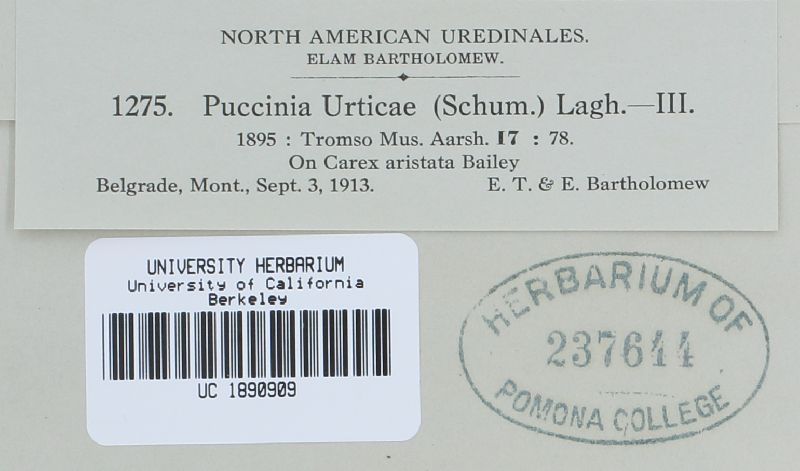 NORTH AMERICAN UREDINALES.
ELAM BARTHOLOMEW.
1275. Puccinia Urticae (Schum.) Lagh.—III.
1895 : Tromso Mus. Aarsh. 17 : 78.
On Carex aristata Bailey
Belgrade, Mont., Sept. 3, 1913. E. T. & E. Bartholomew
UNIVERSITY HERBARIUM
University of California
Berkeley
UC 1890909
HERBARIUM OF
237644
POMONA COLLEGE